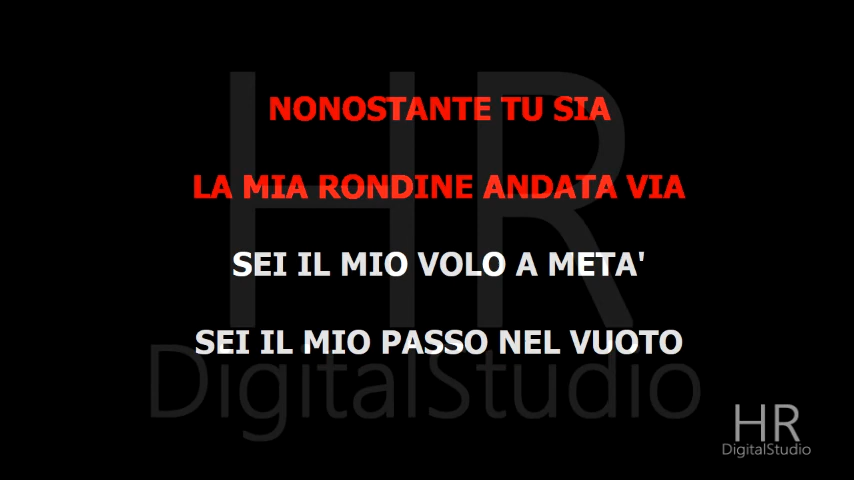 NONOSTANTE TU SIA
LA MIA RONDINE ANDATA VIA
SEI IL MIO VOLO A META'
SEI IL MIO PASSO NEL VUOTO
HR
DigitalStudio
HR
DigitalStudio